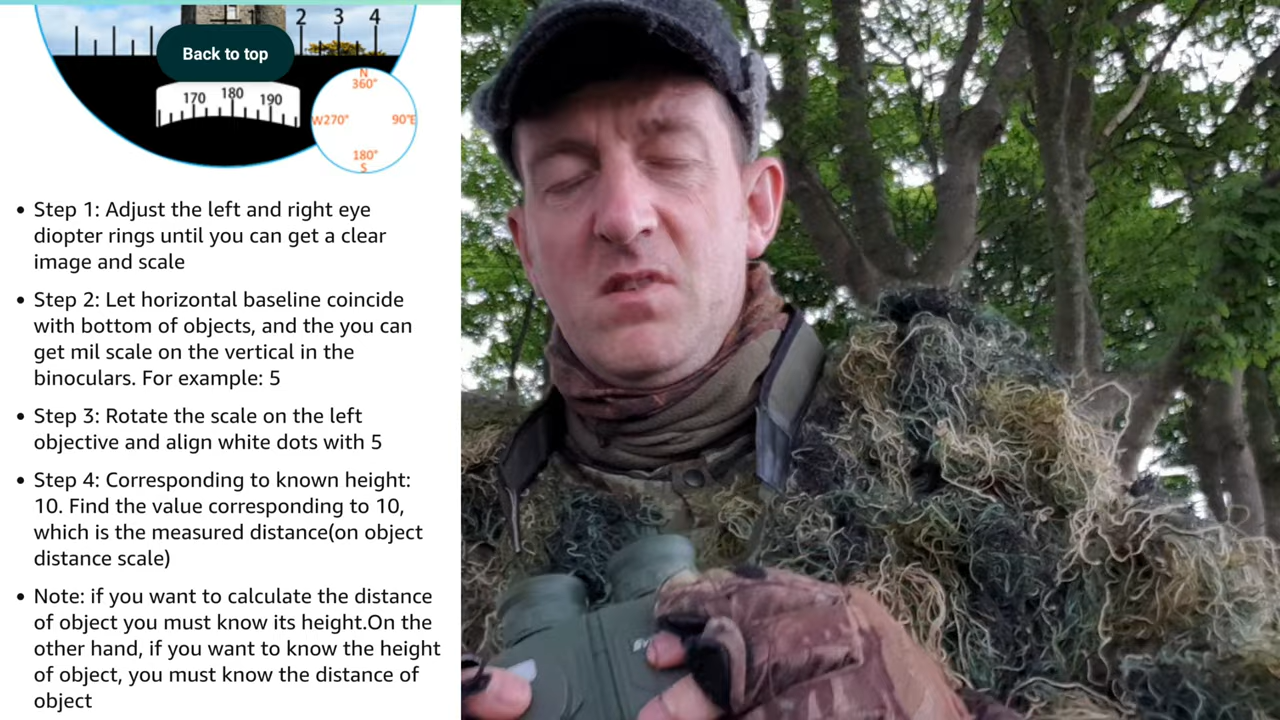 1 2 3 4
Back to top
170 180 190
N
360°
W270° 90°E
180°
S
• Step 1: Adjust the left and right eye
diopter rings until you can get a clear
image and scale
• Step 2: Let horizontal baseline coincide
with bottom of objects, and the you can
get mil scale on the vertical in the
binoculars. For example: 5
• Step 3: Rotate the scale on the left
objective and align white dots with 5
• Step 4: Corresponding to known height:
10. Find the value corresponding to 10,
which is the measured distance(on object
distance scale)
• Note: if you want to calculate the distance
of object you must know its height.On the
other hand, if you want to know the height
of object, you must know the distance of
object